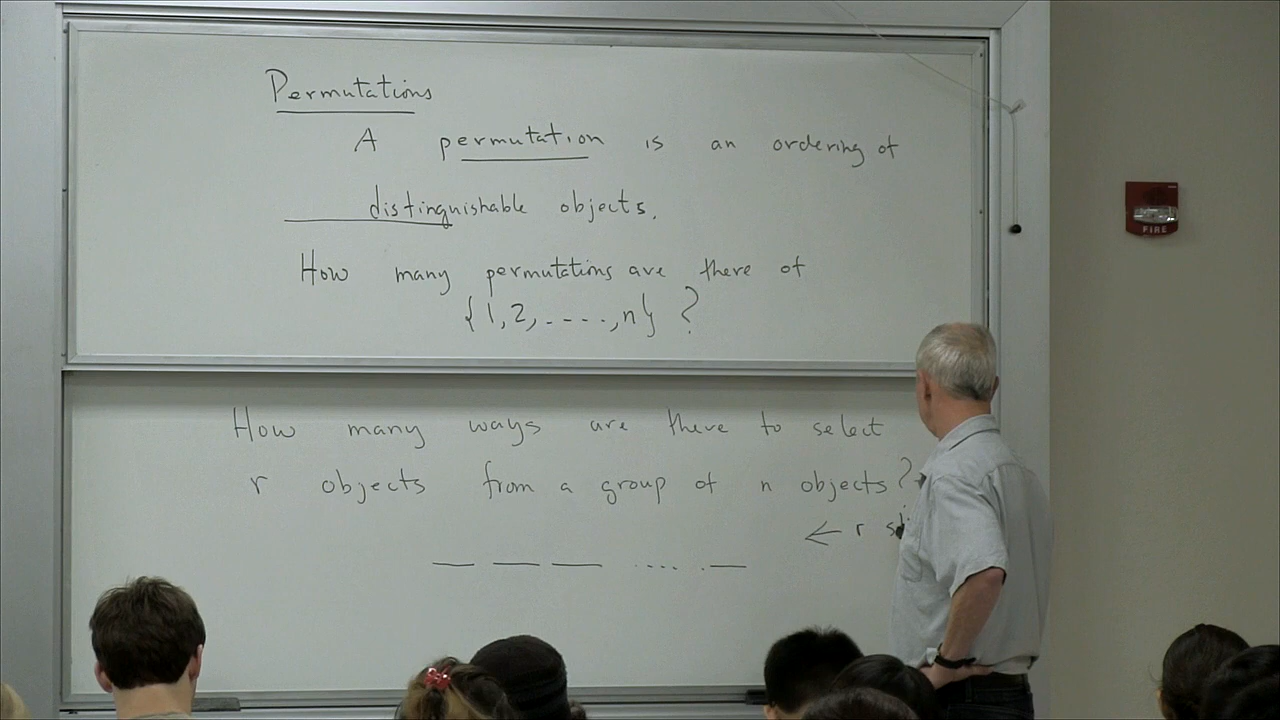 Permutations
A permutation is an ordering of
distinguishable objects.
How many permutations are there of
{1, 2, - - - ., n} ?
How many ways are there to select
r objects from a group of n objects?
← r
FIRE